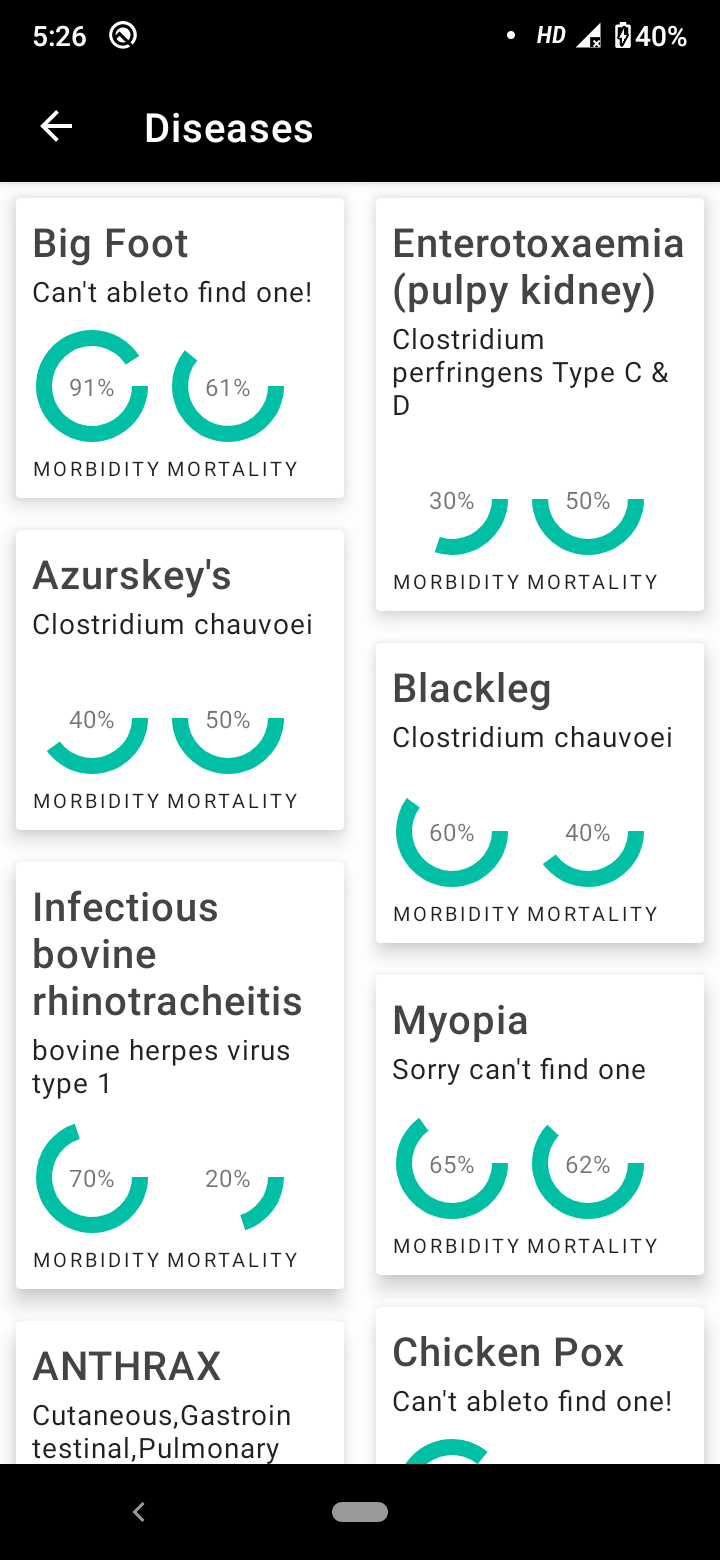 5:26
HD
40%
Diseases
Big Foot
Can't ableto find one!
91%
61%
MORBIDITY
MORTALITY
Enterotoxaemia
(pulpy kidney)
Clostridium
perfringens Type C &
D
30%
50%
MORBIDITY
MORTALITY
Azurskey's
Clostridium chauvoei
40%
50%
MORBIDITY
MORTALITY
Blackleg
Clostridium chauvoei
60%
40%
MORBIDITY
MORTALITY
Infectious
bovine
rhinotracheitis
bovine herpes virus
type 1
70%
20%
MORBIDITY
MORTALITY
Myopia
Sorry can't find one
65%
62%
MORBIDITY
MORTALITY
ANTHRAX
Cutaneous,Gastroin
testinal,Pulmonary
Chicken Pox
Can't ableto find one!